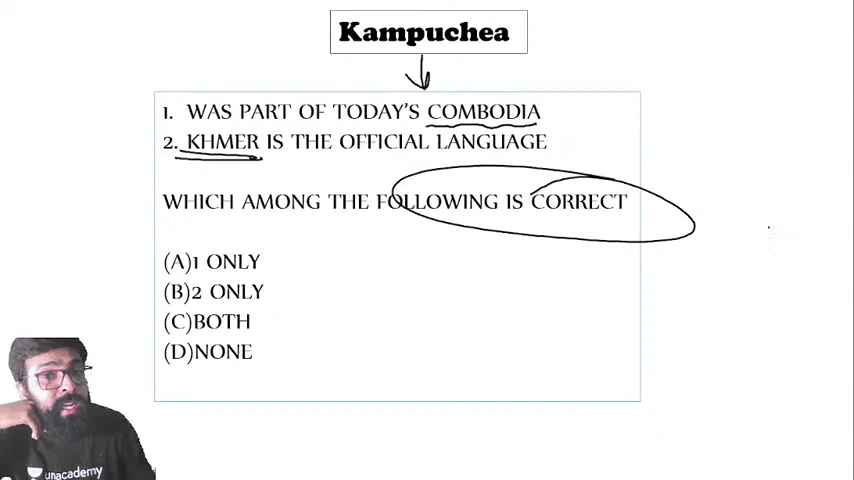 Kampuchea
1. WAS PART OF TODAY'S COMBODIA
2. KHMER IS THE OFFICIAL LANGUAGE
WHICH AMONG THE FOLLOWING IS CORRECT
(A)1 ONLY
(B)2 ONLY
(C)BOTH
(D)NONE
unacademy